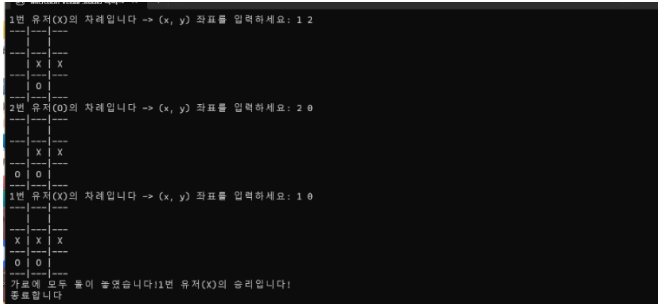 1번 유저(X)의 차례입니다 -> (x, y) 좌표를 입력하세요: 1 2
---|---|---
   |   |
---|---|---
   | X | X
---|---|---
   | O |
---|---|---
2번 유저(O)의 차례입니다 -> (x, y) 좌표를 입력하세요: 2 0
---|---|---
   |   |
---|---|---
   | X | X
---|---|---
 O | O |
---|---|---
1번 유저(X)의 차례입니다 -> (x, y) 좌표를 입력하세요: 1 0
---|---|---
   |   |
---|---|---
 X | X | X
---|---|---
 O | O |
---|---|---
가로에 모두 돌이 놓였습니다!1번 유저(X)의 승리입니다!
종료합니다